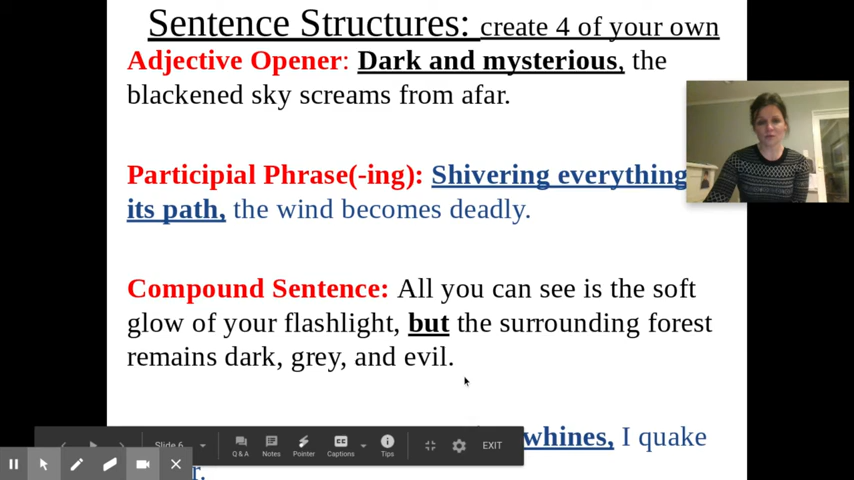 Sentence Structures: create 4 of your own
Adjective Opener: Dark and mysterious, the
blackened sky screams from afar.
Participial Phrase(-ing): Shivering everything
its path, the wind becomes deadly.
Compound Sentence: All you can see is the soft
glow of your flashlight, but the surrounding forest
remains dark, grey, and evil.
whines, I quake
r.
Slide 6
Q & A
Notes
Pointer
Captions
Tips
EXIT